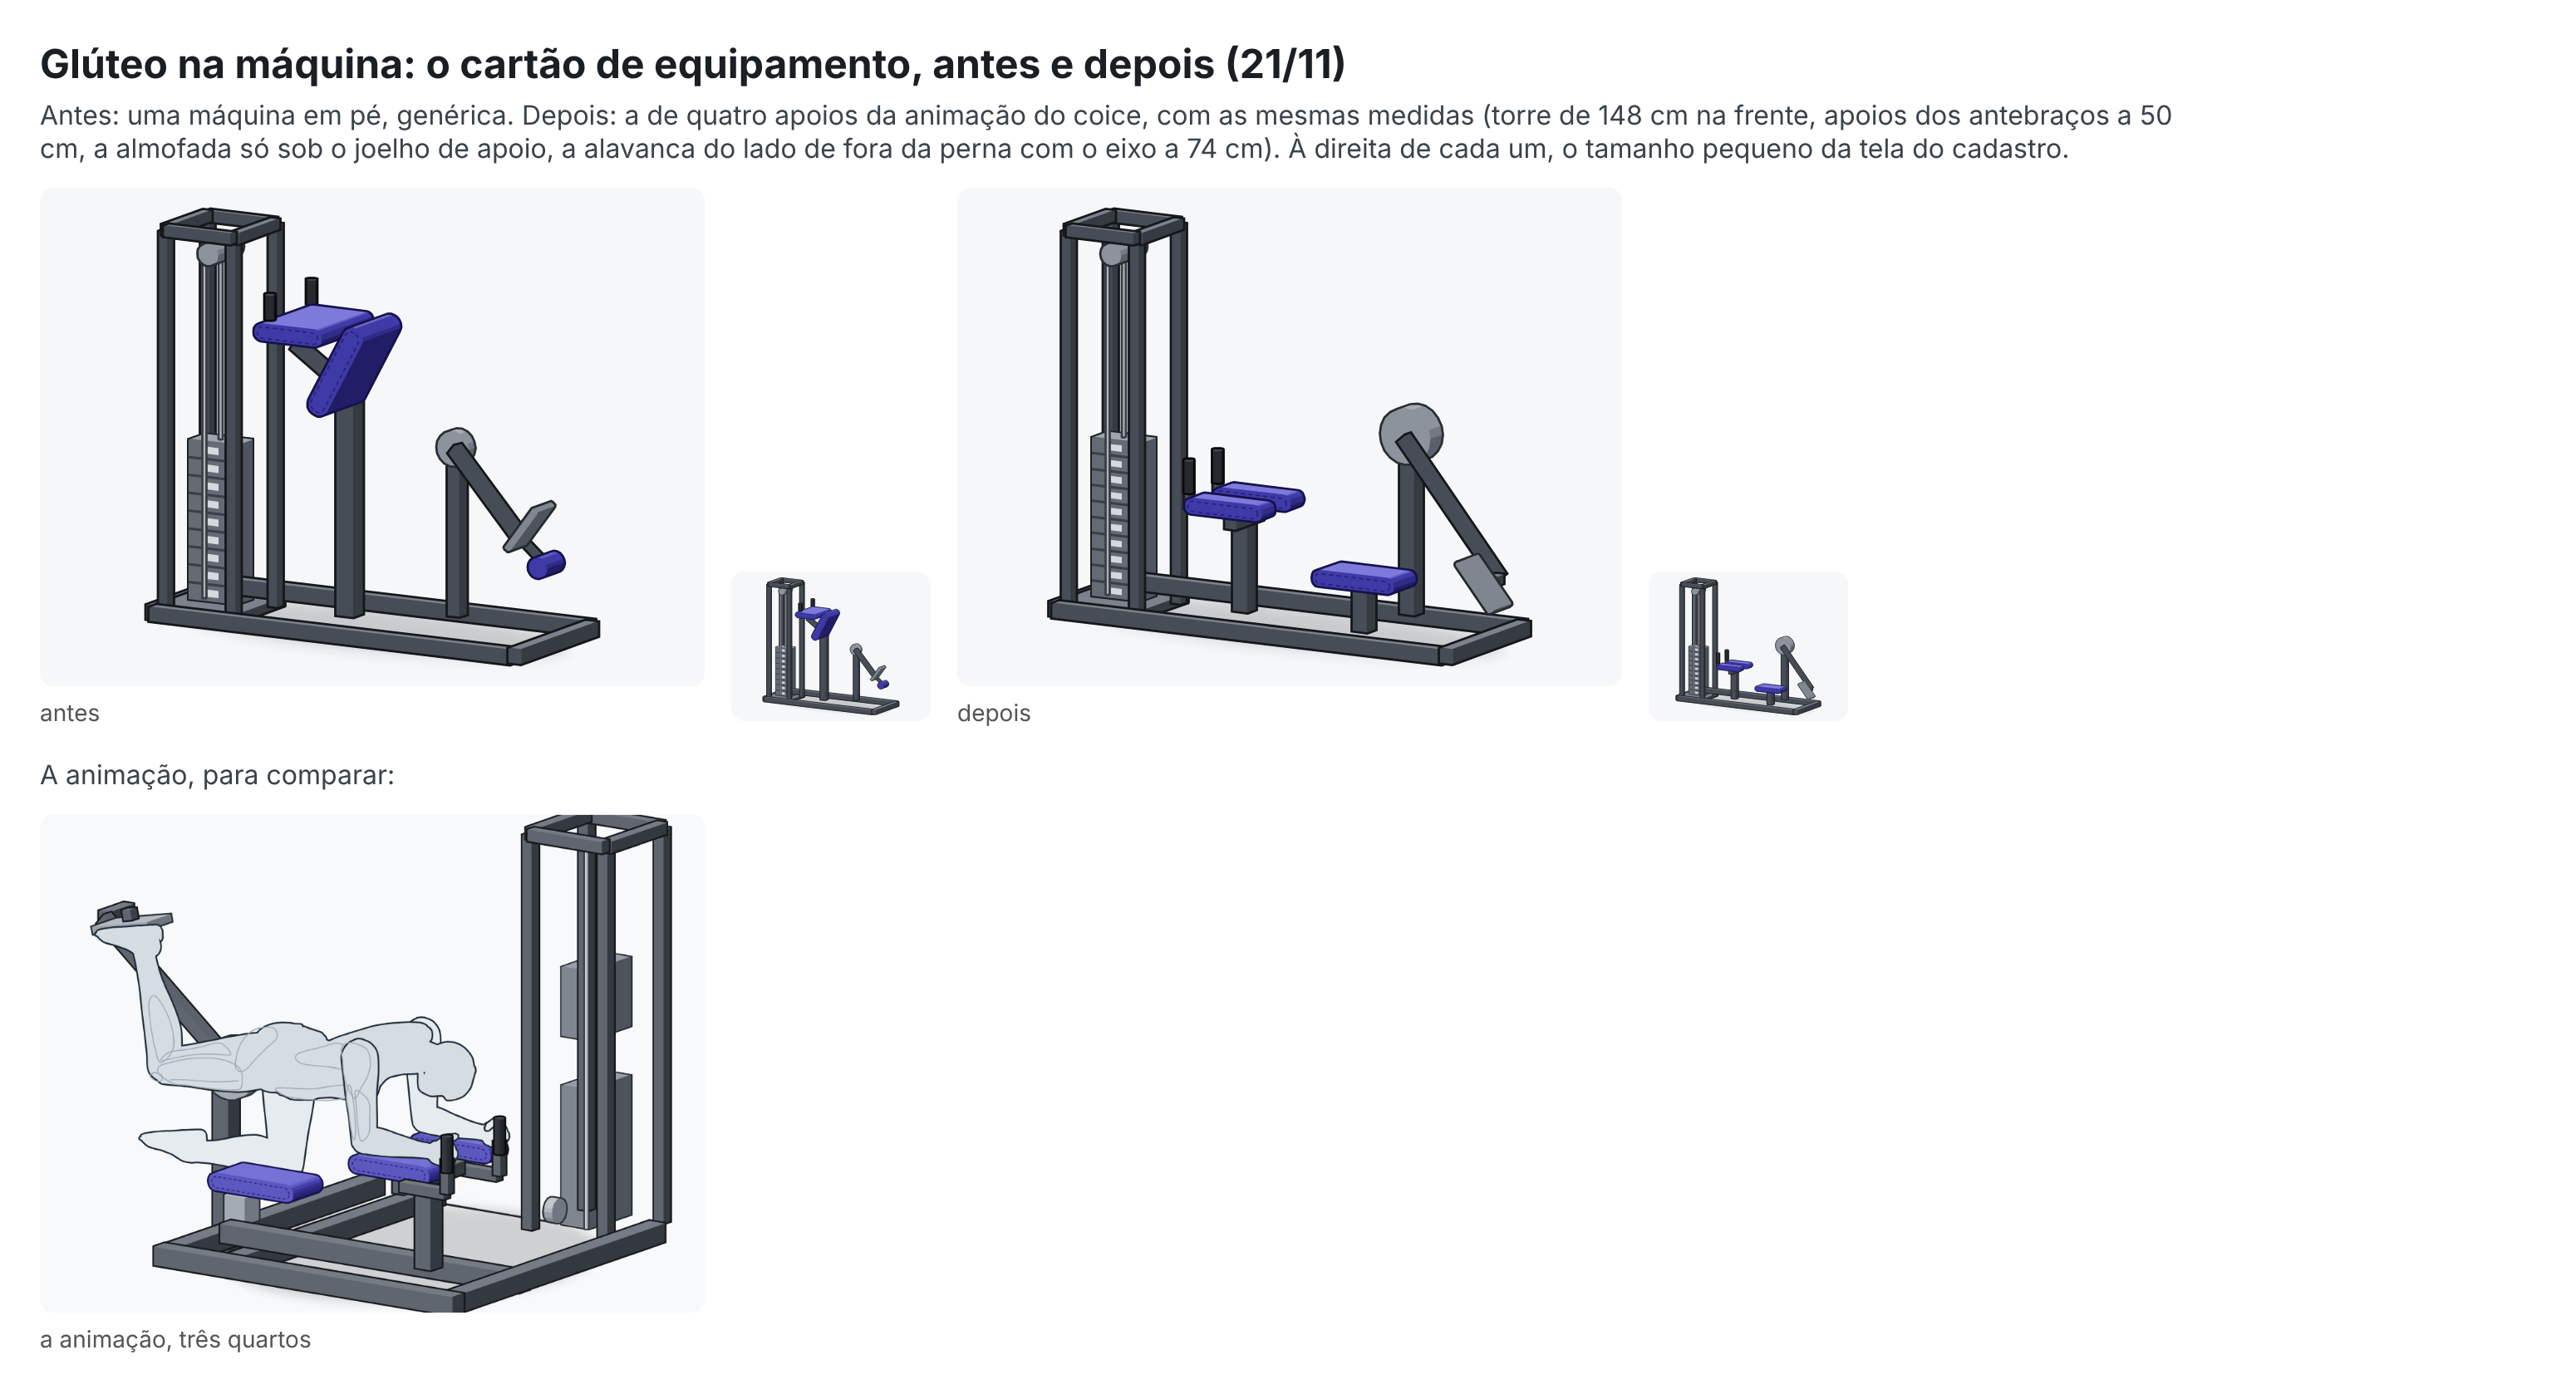 Glúteo na máquina: o cartão de equipamento, antes e depois (21/11)
Antes: uma máquina em pé, genérica. Depois: a de quatro apoios da animação do coice, com as mesmas medidas (torre de 148 cm na frente, apoios dos antebraços a 50
cm, a almofada só sob o joelho de apoio, a alavanca do lado de fora da perna com o eixo a 74 cm). À direita de cada um, o tamanho pequeno da tela do cadastro.
antes
depois
A animação, para comparar:
a animação, três quartos